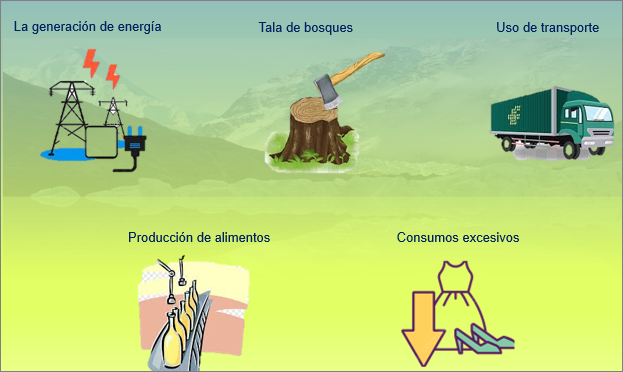 La generación de energía
Tala de bosques
Uso de transporte
Producción de alimentos
Consumos excesivos